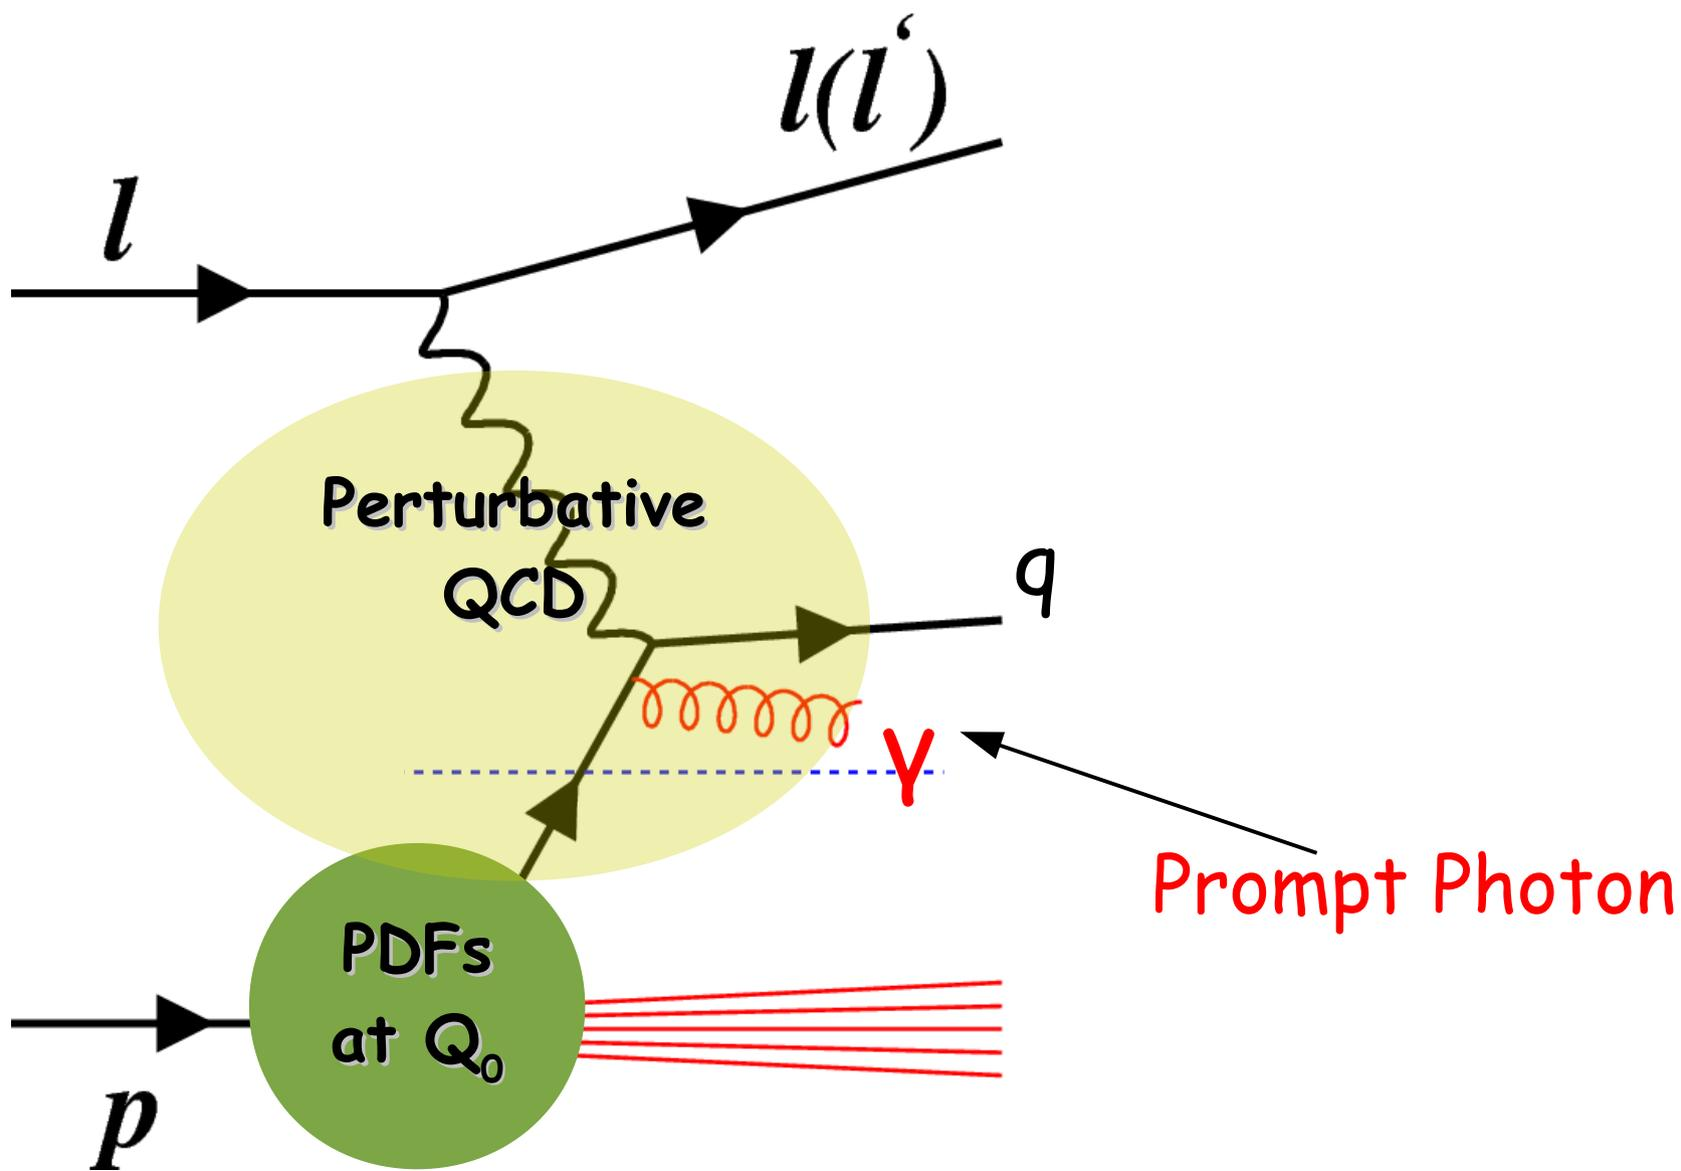 l(l‘)
l
Perturbative
QCD
q
γ
Prompt Photon
PDFs
at Q₀
p